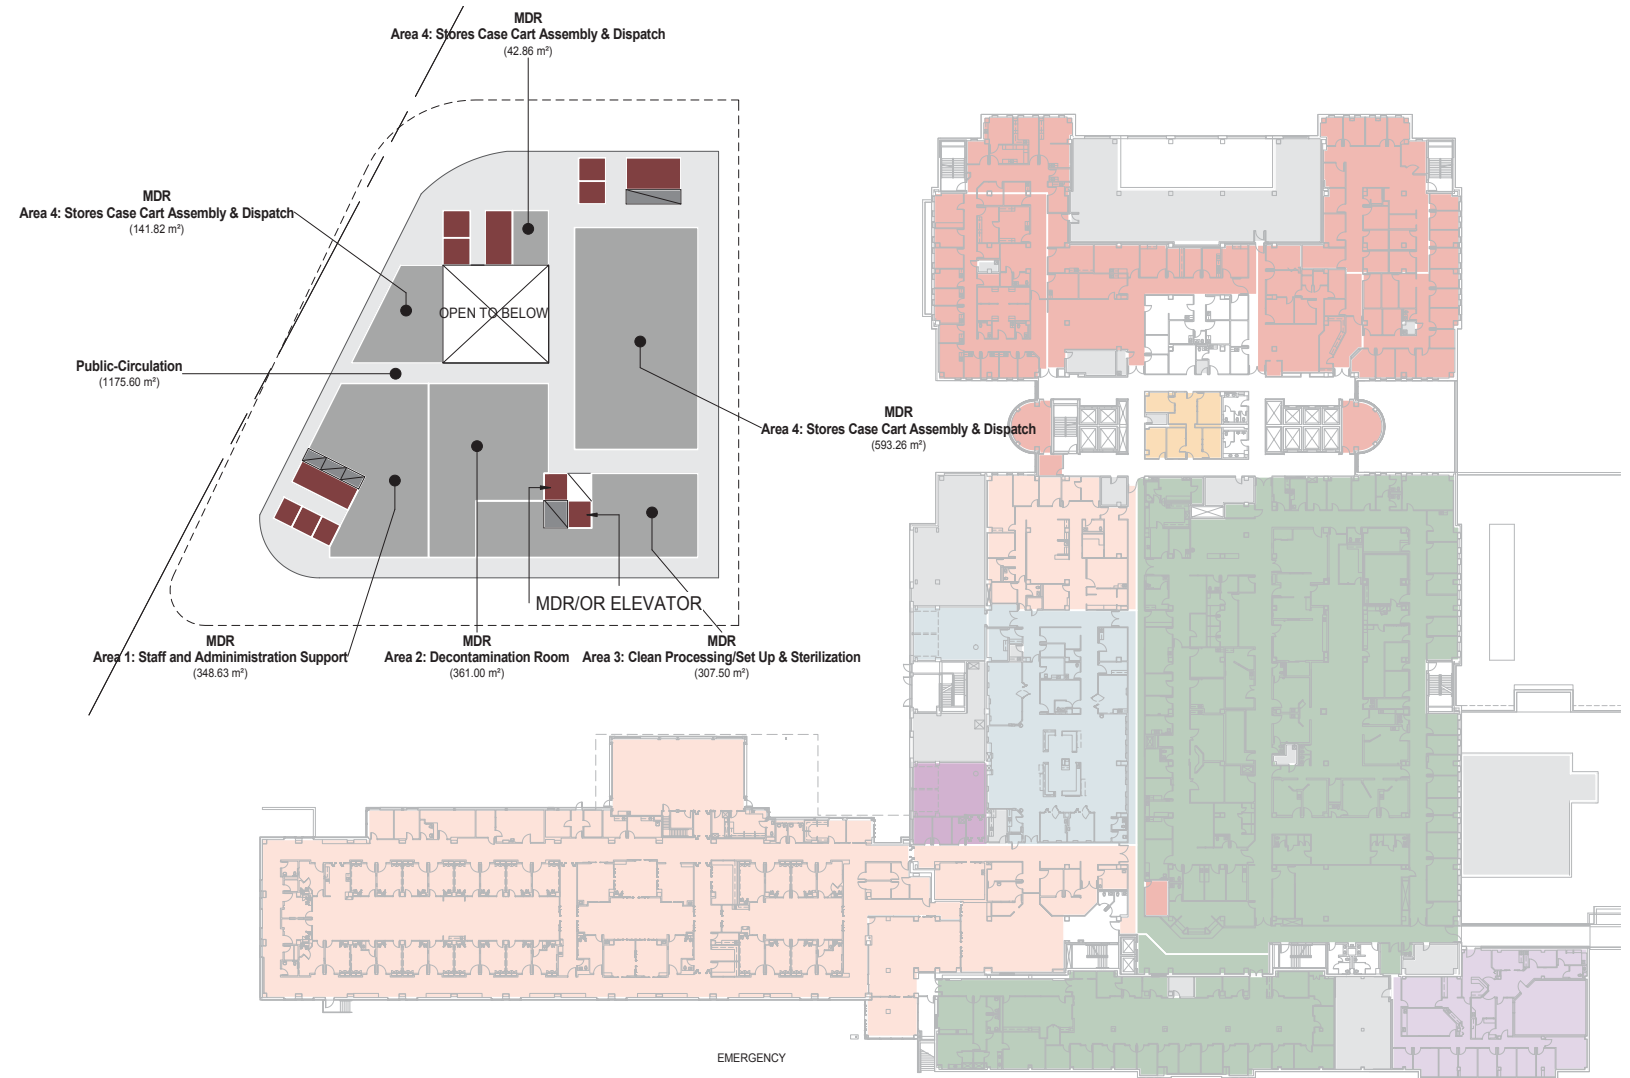 MDR
Area 4: Stores Case Cart Assembly & Dispatch
(42.86 m²)
MDR
Area 4: Stores Case Cart Assembly & Dispatch
(141.82 m²)
OPEN TO BELOW
Public-Circulation
(1175.60 m²)
MDR
Area 4: Stores Case Cart Assembly & Dispatch
(593.26 m²)
MDR/OR ELEVATOR
MDR
Area 1: Staff and Adminimistration Support
(348.63 m²)
MDR
Area 2: Decontamination Room
(361.00 m²)
MDR
Area 3: Clean Processing/Set Up & Sterilization
(307.50 m²)
EMERGENCY